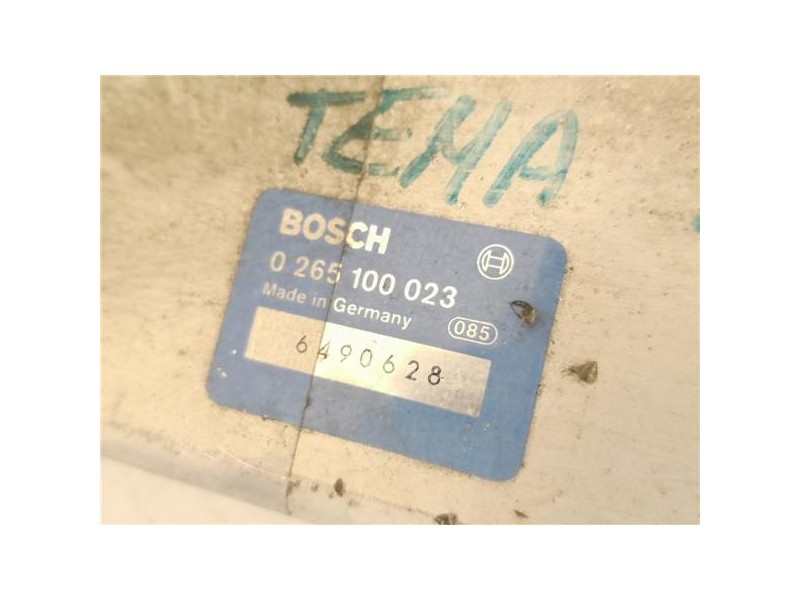 TEMA
BOSCH
0 265 100 023
Made in Germany
085
6490628